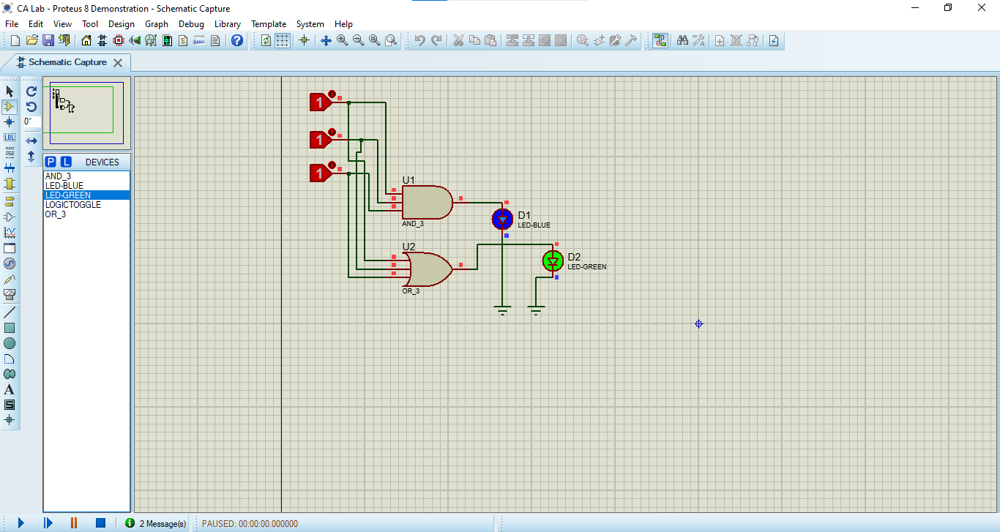 CA Lab - Proteus 8 Demonstration - Schematic Capture
File Edit View Tool Design Graph Debug Library Template System Help
Schematic Capture
0°
LBL
P L DEVICES
AND_3
LED-BLUE
LED-GREEN
LOGICTOGGLE
OR_3
A
S
1
1
1
U1
AND_3
D1
LED-BLUE
U2
OR_3
D2
LED-GREEN
2 Message(s) PAUSED: 00:00:00.000000